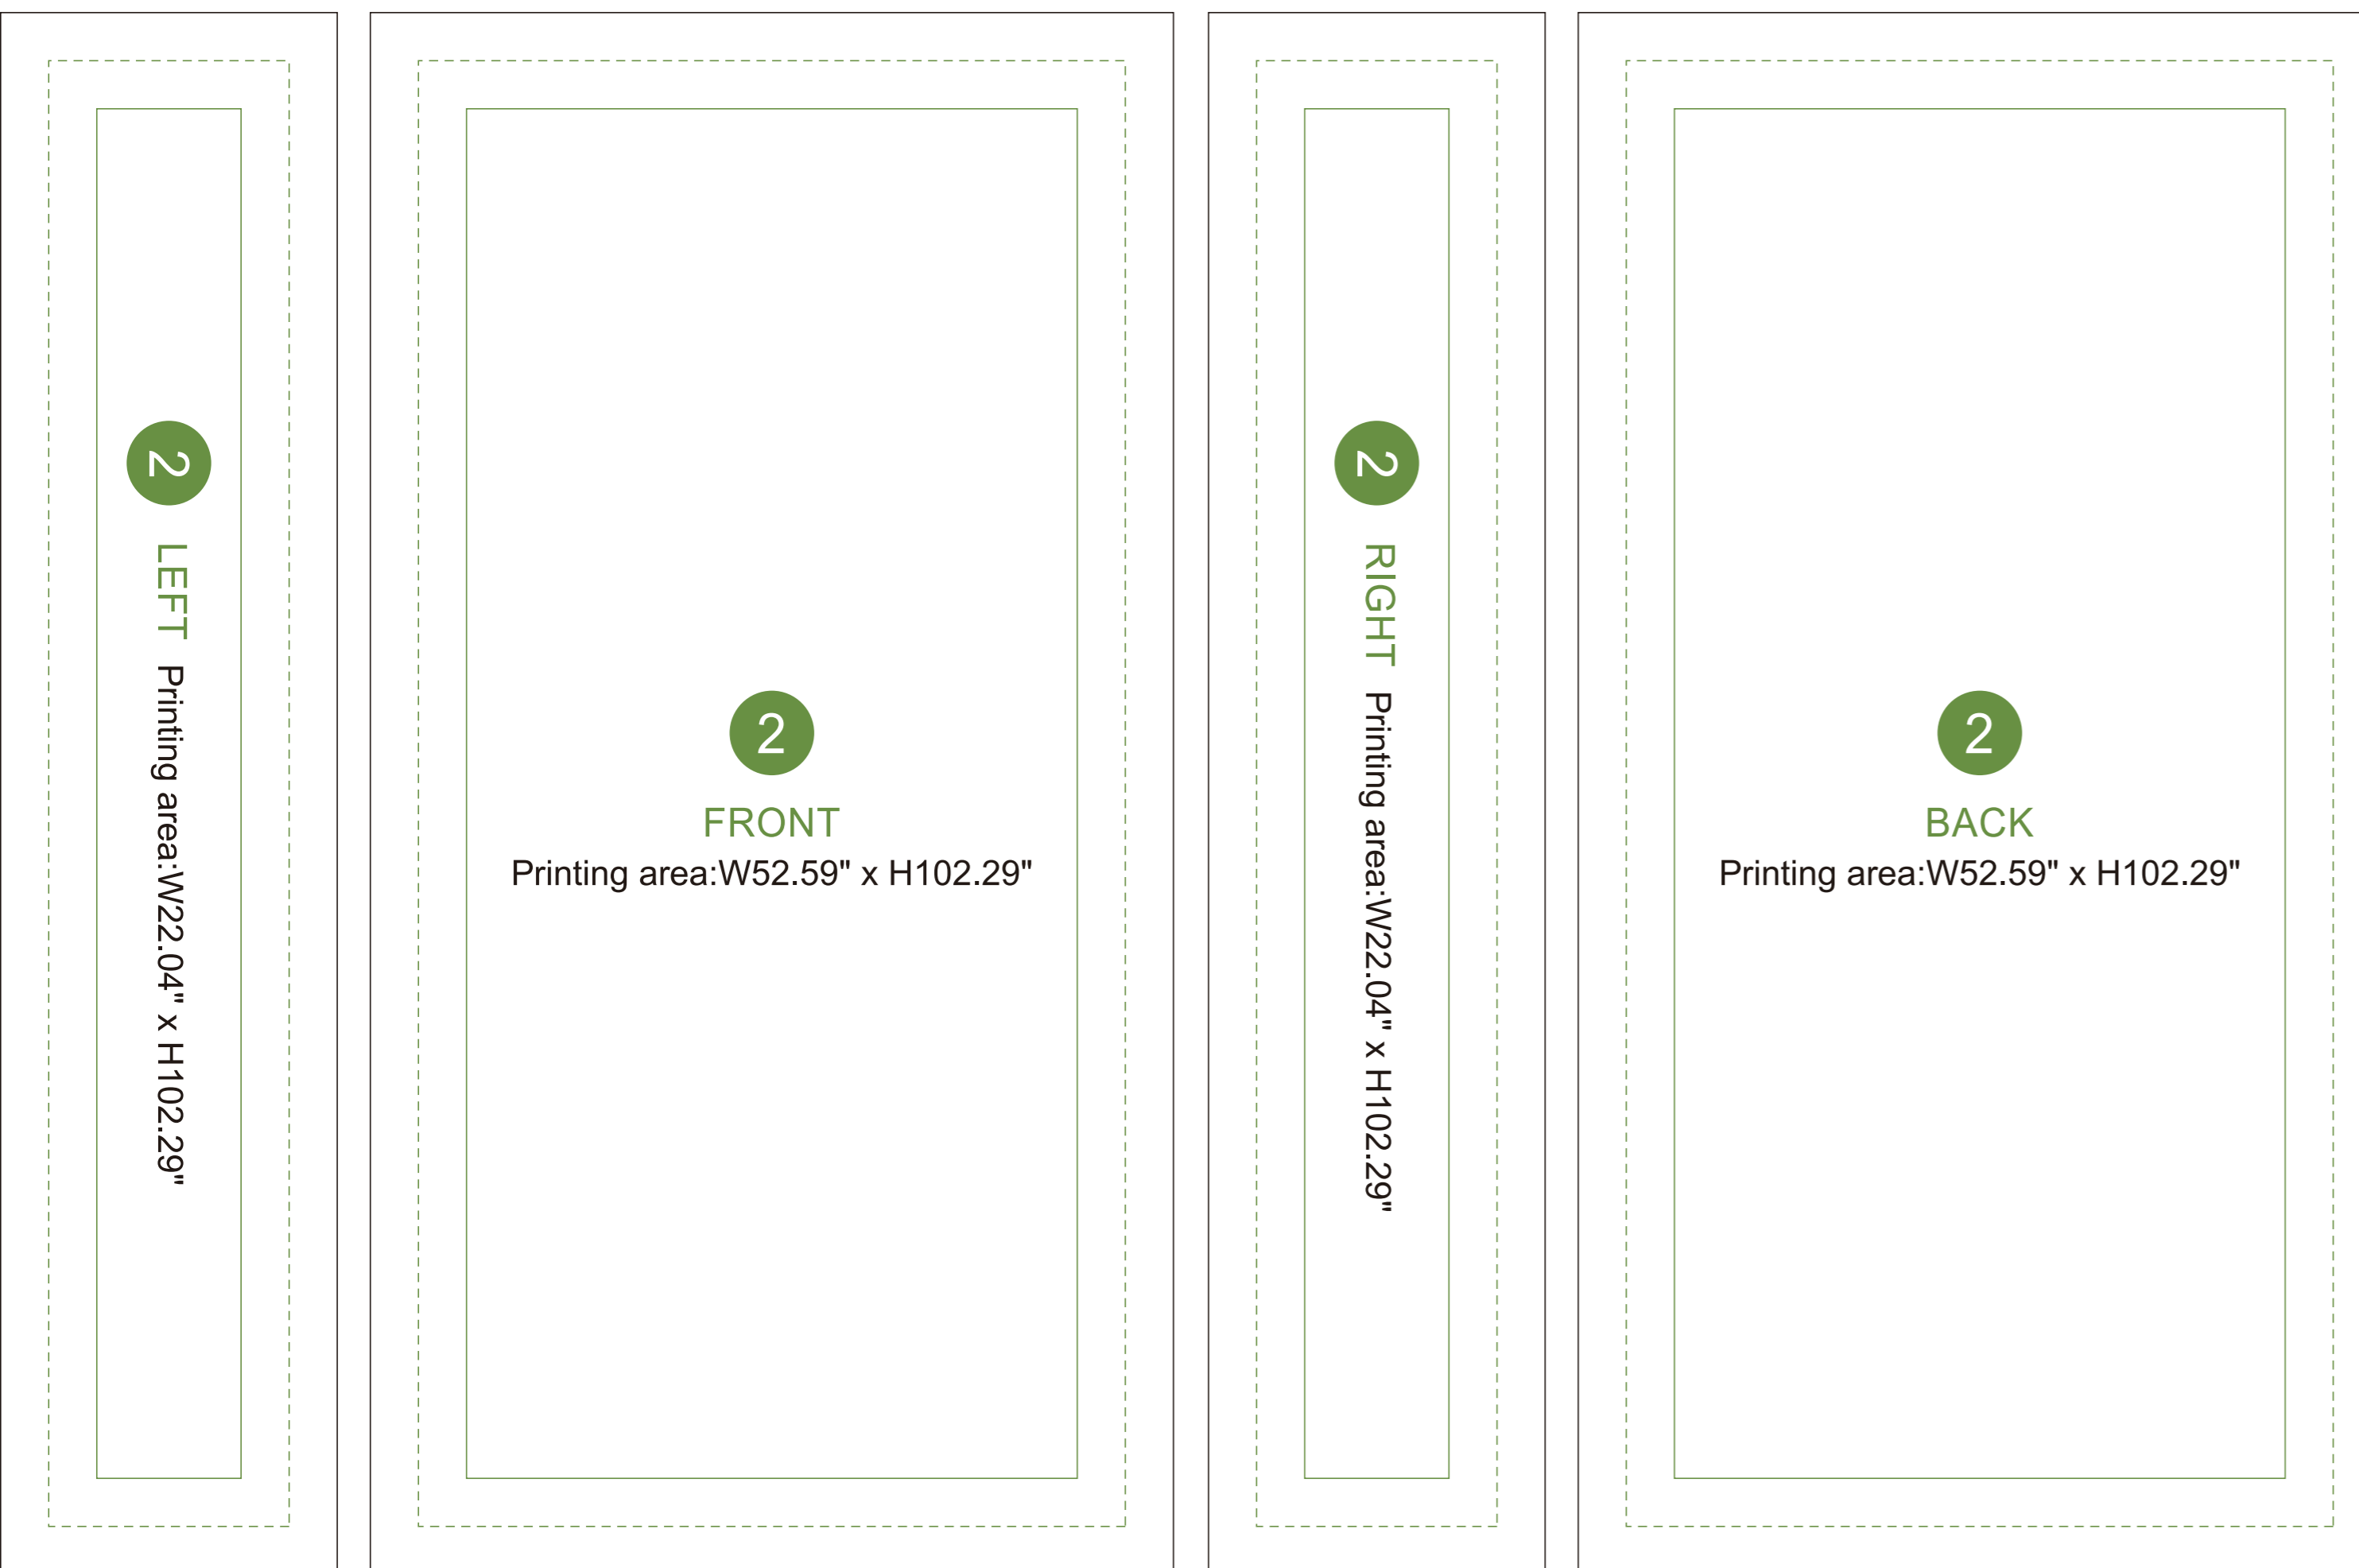 2 LEFT Printing area:W22.04" x H102.29"
2
FRONT
Printing area:W52.59" x H102.29"
2 RIGHT Printing area:W22.04" x H102.29"
2
BACK
Printing area:W52.59" x H102.29"